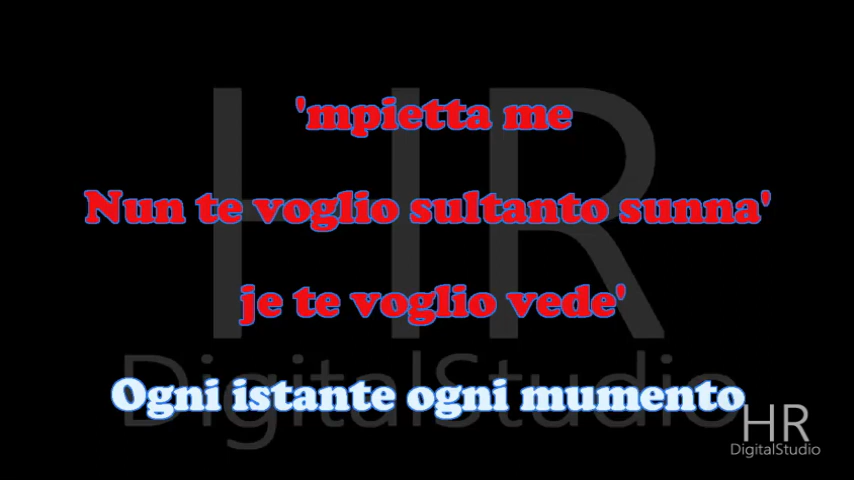 'mpietta me
Nun te voglio sultanto sunna'
je te voglio vede'
Ogni istante ogni mumento
HR
DigitalStudio
HR
DigitalStudio